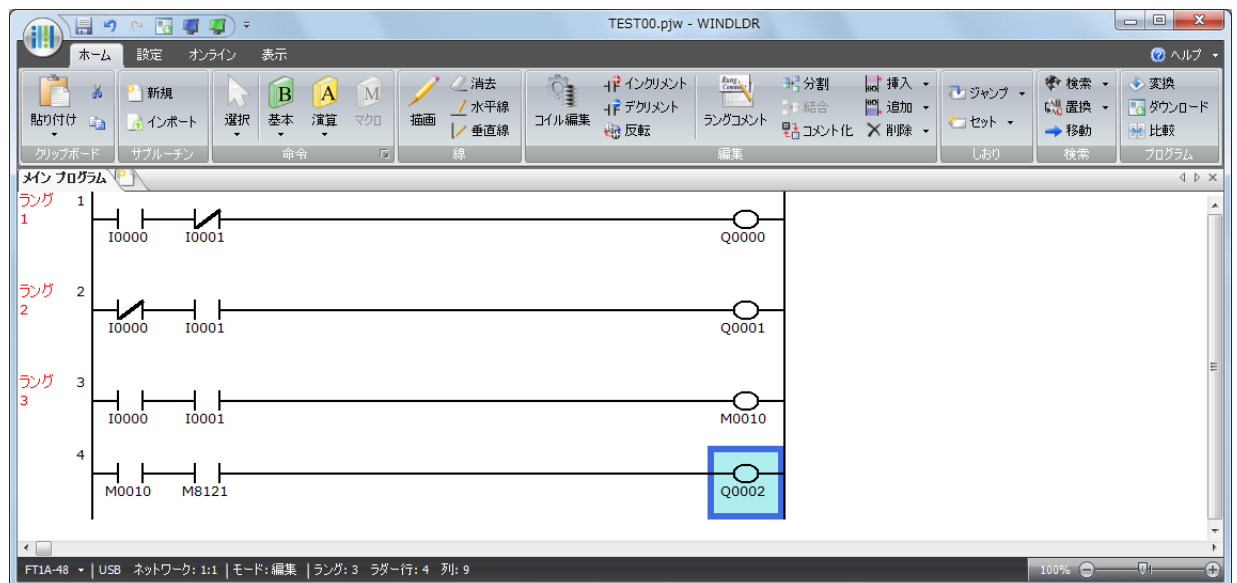 TEST00.pjw - WINDLDR
ホーム 設定 オンライン 表示 ヘルプ
新規 選択 B A M 消去 インクリメント Rung Comment 分割 挿入 ジャンプ 検索 変換
貼り付け インポート 基本 演算 マクロ 描画 水平線 コイル編集 デクリメント ラングコメント 結合 追加 セット 置換 ダウンロード
垂直線 反転 コメント化 削除 移動 比較
クリップボード サブルーチン 命令 線 編集 しおり 検索 プログラム
メイン プログラム
ラング 1
1
I0000 I0001 Q0000
ラング 2
2
I0000 I0001 Q0001
ラング 3
3
I0000 I0001 M0010
4
M0010 M8121 Q0002
FT1A-48 | USB ネットワーク: 1:1 | モード: 編集 | ラング: 3 ラダー行: 4 列: 9 100%